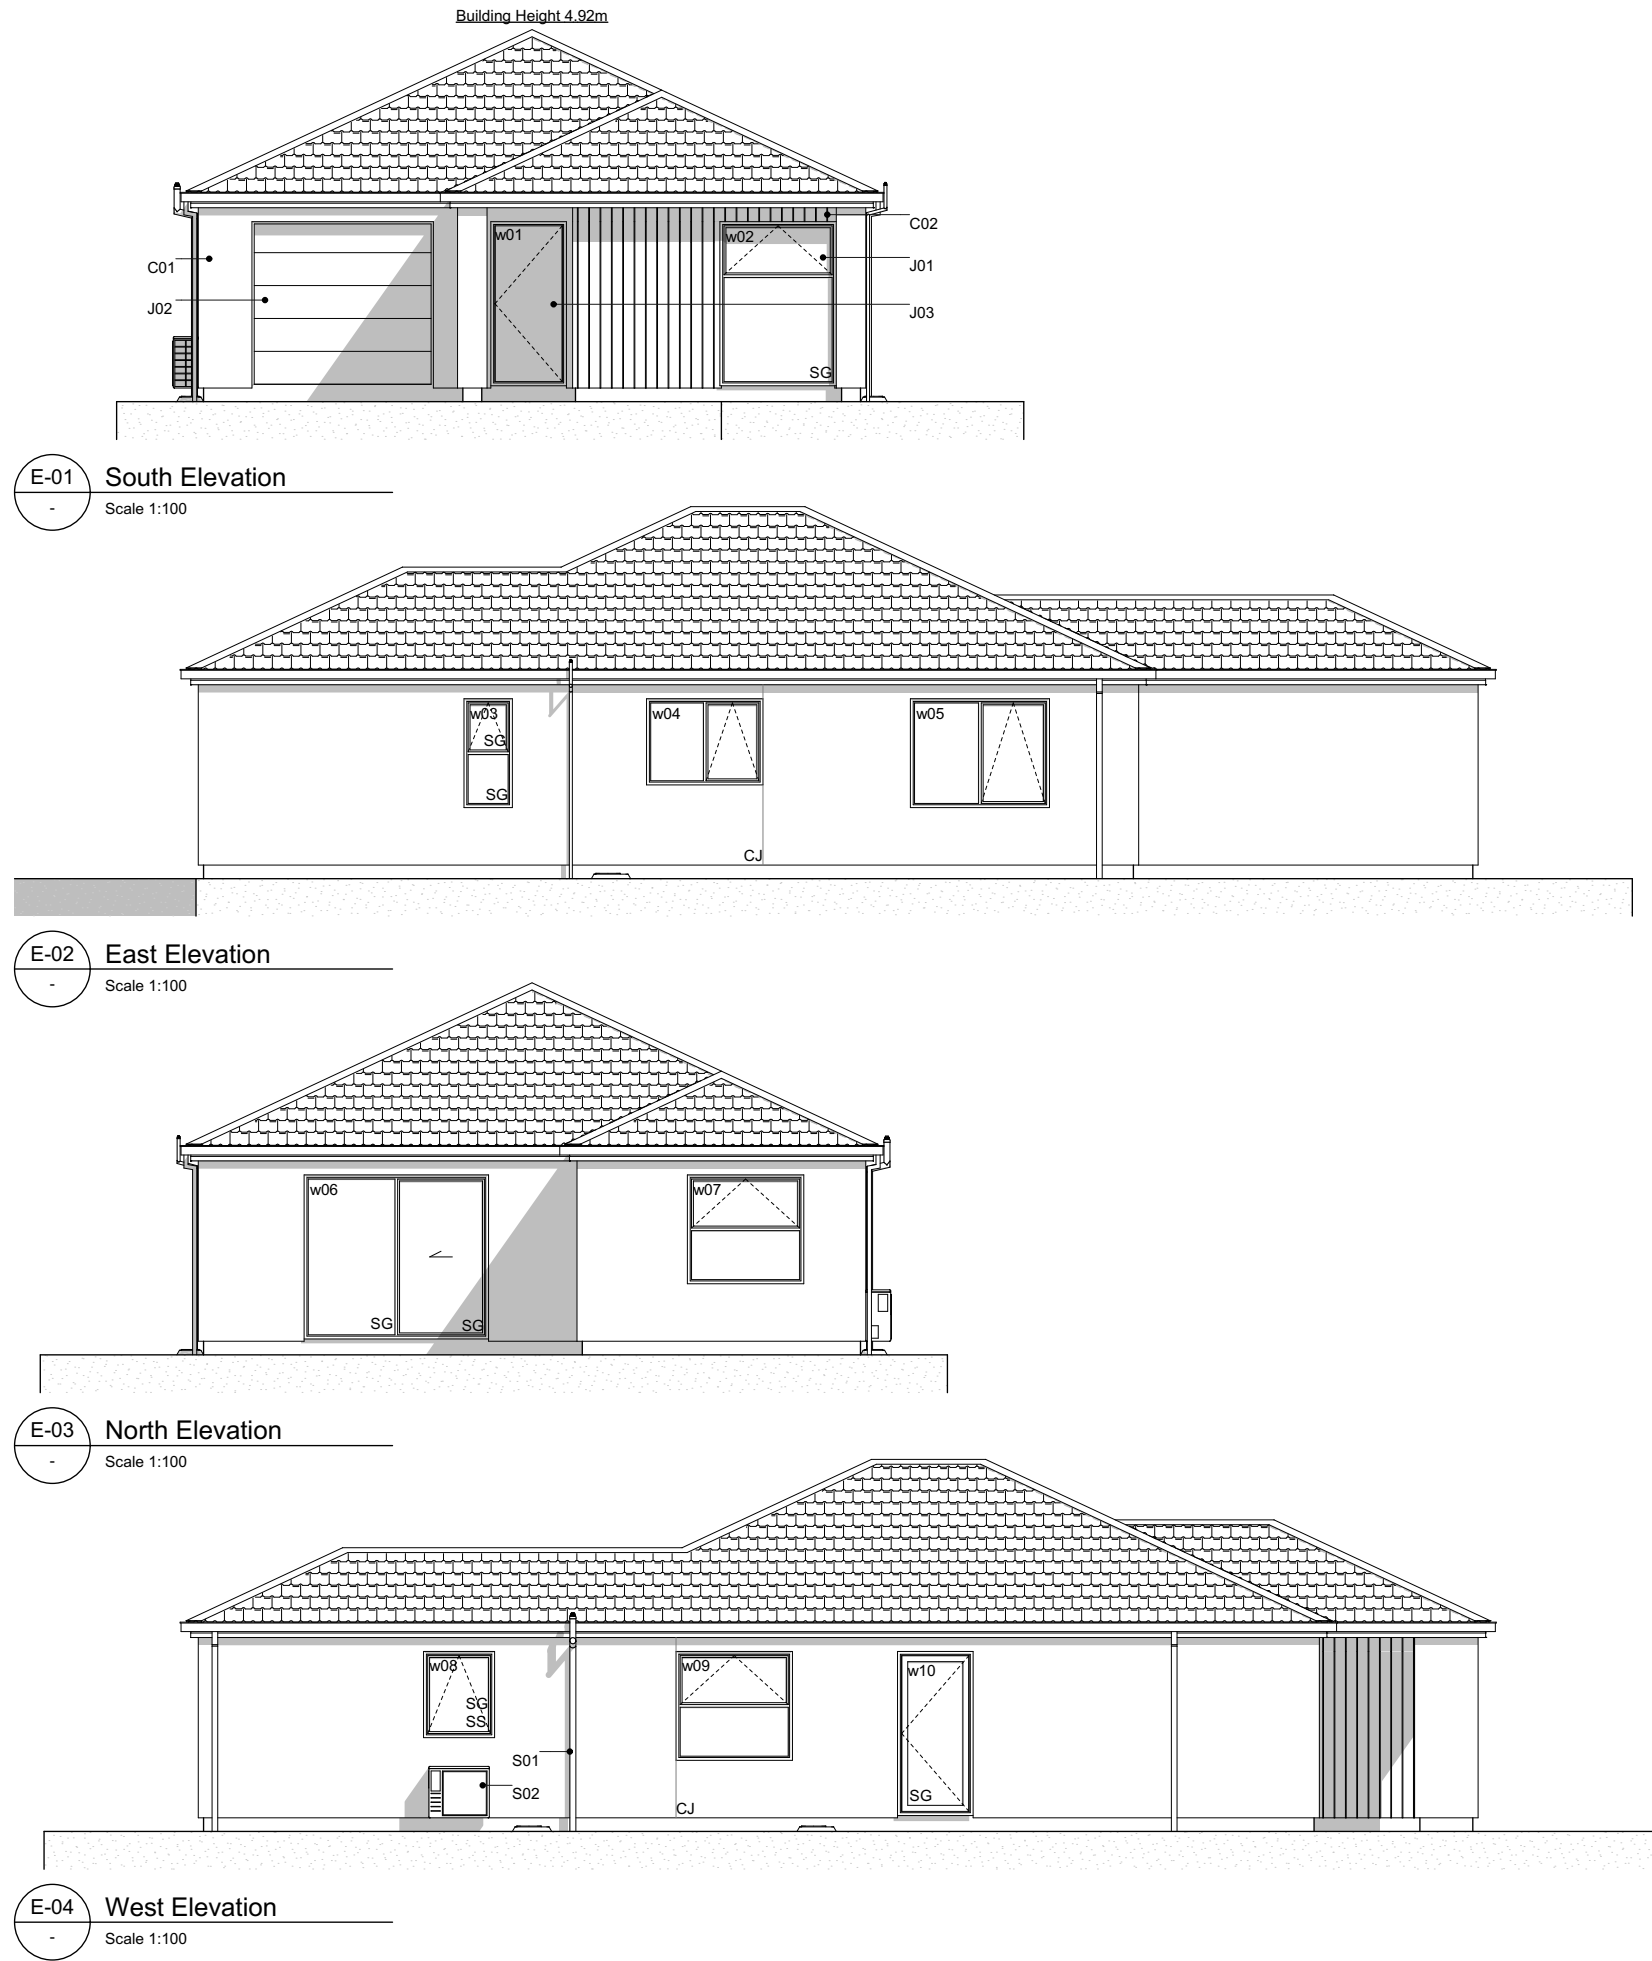 Building Height 4.92m
w01
w02
C02
C01
J01
J02
J03
SG
E-01
South Elevation
-
Scale 1:100
w03
w04
w05
SG
SG
CJ
E-02
East Elevation
-
Scale 1:100
w06
w07
SG
SG
E-03
North Elevation
-
Scale 1:100
w08
w09
w10
SG
SS
S01
S02
SG
CJ
E-04
West Elevation
-
Scale 1:100